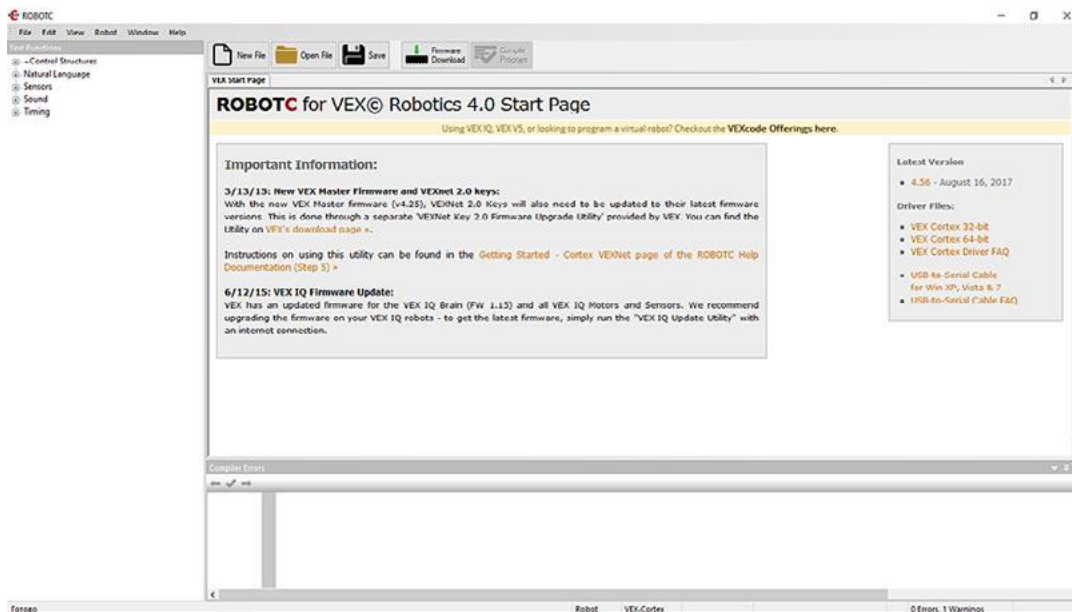 ROBOTC
File Edit View Robot Window Help
Text Functions
_Control Structures
Natural Language
Sensors
Sound
Timing
New File Open File Save Firmware Download Compile Program
VEX Start Page
ROBOTC for VEX© Robotics 4.0 Start Page
Using VEX IQ, VEX V5, or looking to program a virtual robot? Checkout the VEXcode Offerings here.
Important Information:
3/13/15: New VEX Master Firmware and VEXnet 2.0 keys:
With the new VEX Master firmware (v4.25), VEXNet 2.0 Keys will also need to be updated to their latest firmware
versions. This is done through a separate 'VEXNet Key 2.0 Firmware Upgrade Utility' provided by VEX. You can find the
Utility on VEX's download page ».
Instructions on using this utility can be found in the Getting Started - Cortex VEXNet page of the ROBOTC Help
Documentation (Step 5) »
6/12/15: VEX IQ Firmware Update:
VEX has an updated firmware for the VEX IQ Brain (FW 1.15) and all VEX IQ Motors and Sensors. We recommend
upgrading the firmware on your VEX IQ robots - to get the latest firmware, simply run the "VEX IQ Update Utility" with
an internet connection.
Latest Version
4.56 - August 16, 2017
Driver Files:
VEX Cortex 32-bit
VEX Cortex 64-bit
VEX Cortex Driver FAQ
USB-to-Serial Cable
for Win XP, Vista & 7
USB-to-Serial Cable FAQ
Compiler Errors
Готово
Robot VEX-Cortex 0 Errors, 1 Warnings